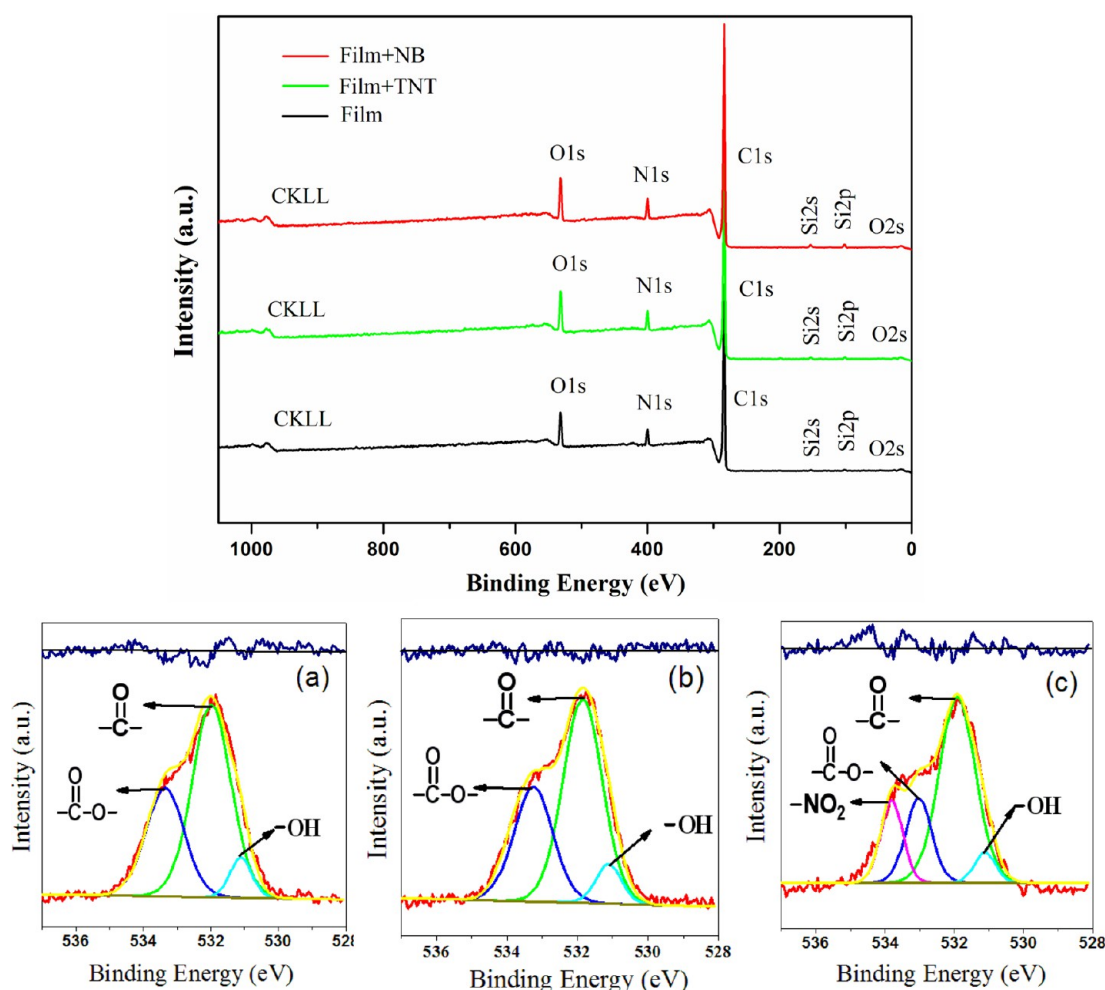 Film+NB
Film+TNT
Film
CKLL
O1s
N1s
C1s
Si2s
Si2p
O2s
CKLL
O1s
N1s
C1s
Si2s
Si2p
O2s
CKLL
O1s
N1s
C1s
Si2s
Si2p
O2s
Intensity (a.u.)
1000 800 600 400 200 0
Binding Energy (eV)
(a)
O
–C–
O
–C–O–
–OH
Intensity (a.u.)
536 534 532 530 528
Binding Energy (eV)
(b)
O
–C–
O
–C–O–
–OH
Intensity (a.u.)
536 534 532 530 528
Binding Energy (eV)
(c)
O
–C–
O
–C–O–
–NO₂
–OH
Intensity (a.u.)
536 534 532 530 528
Binding Energy (eV)